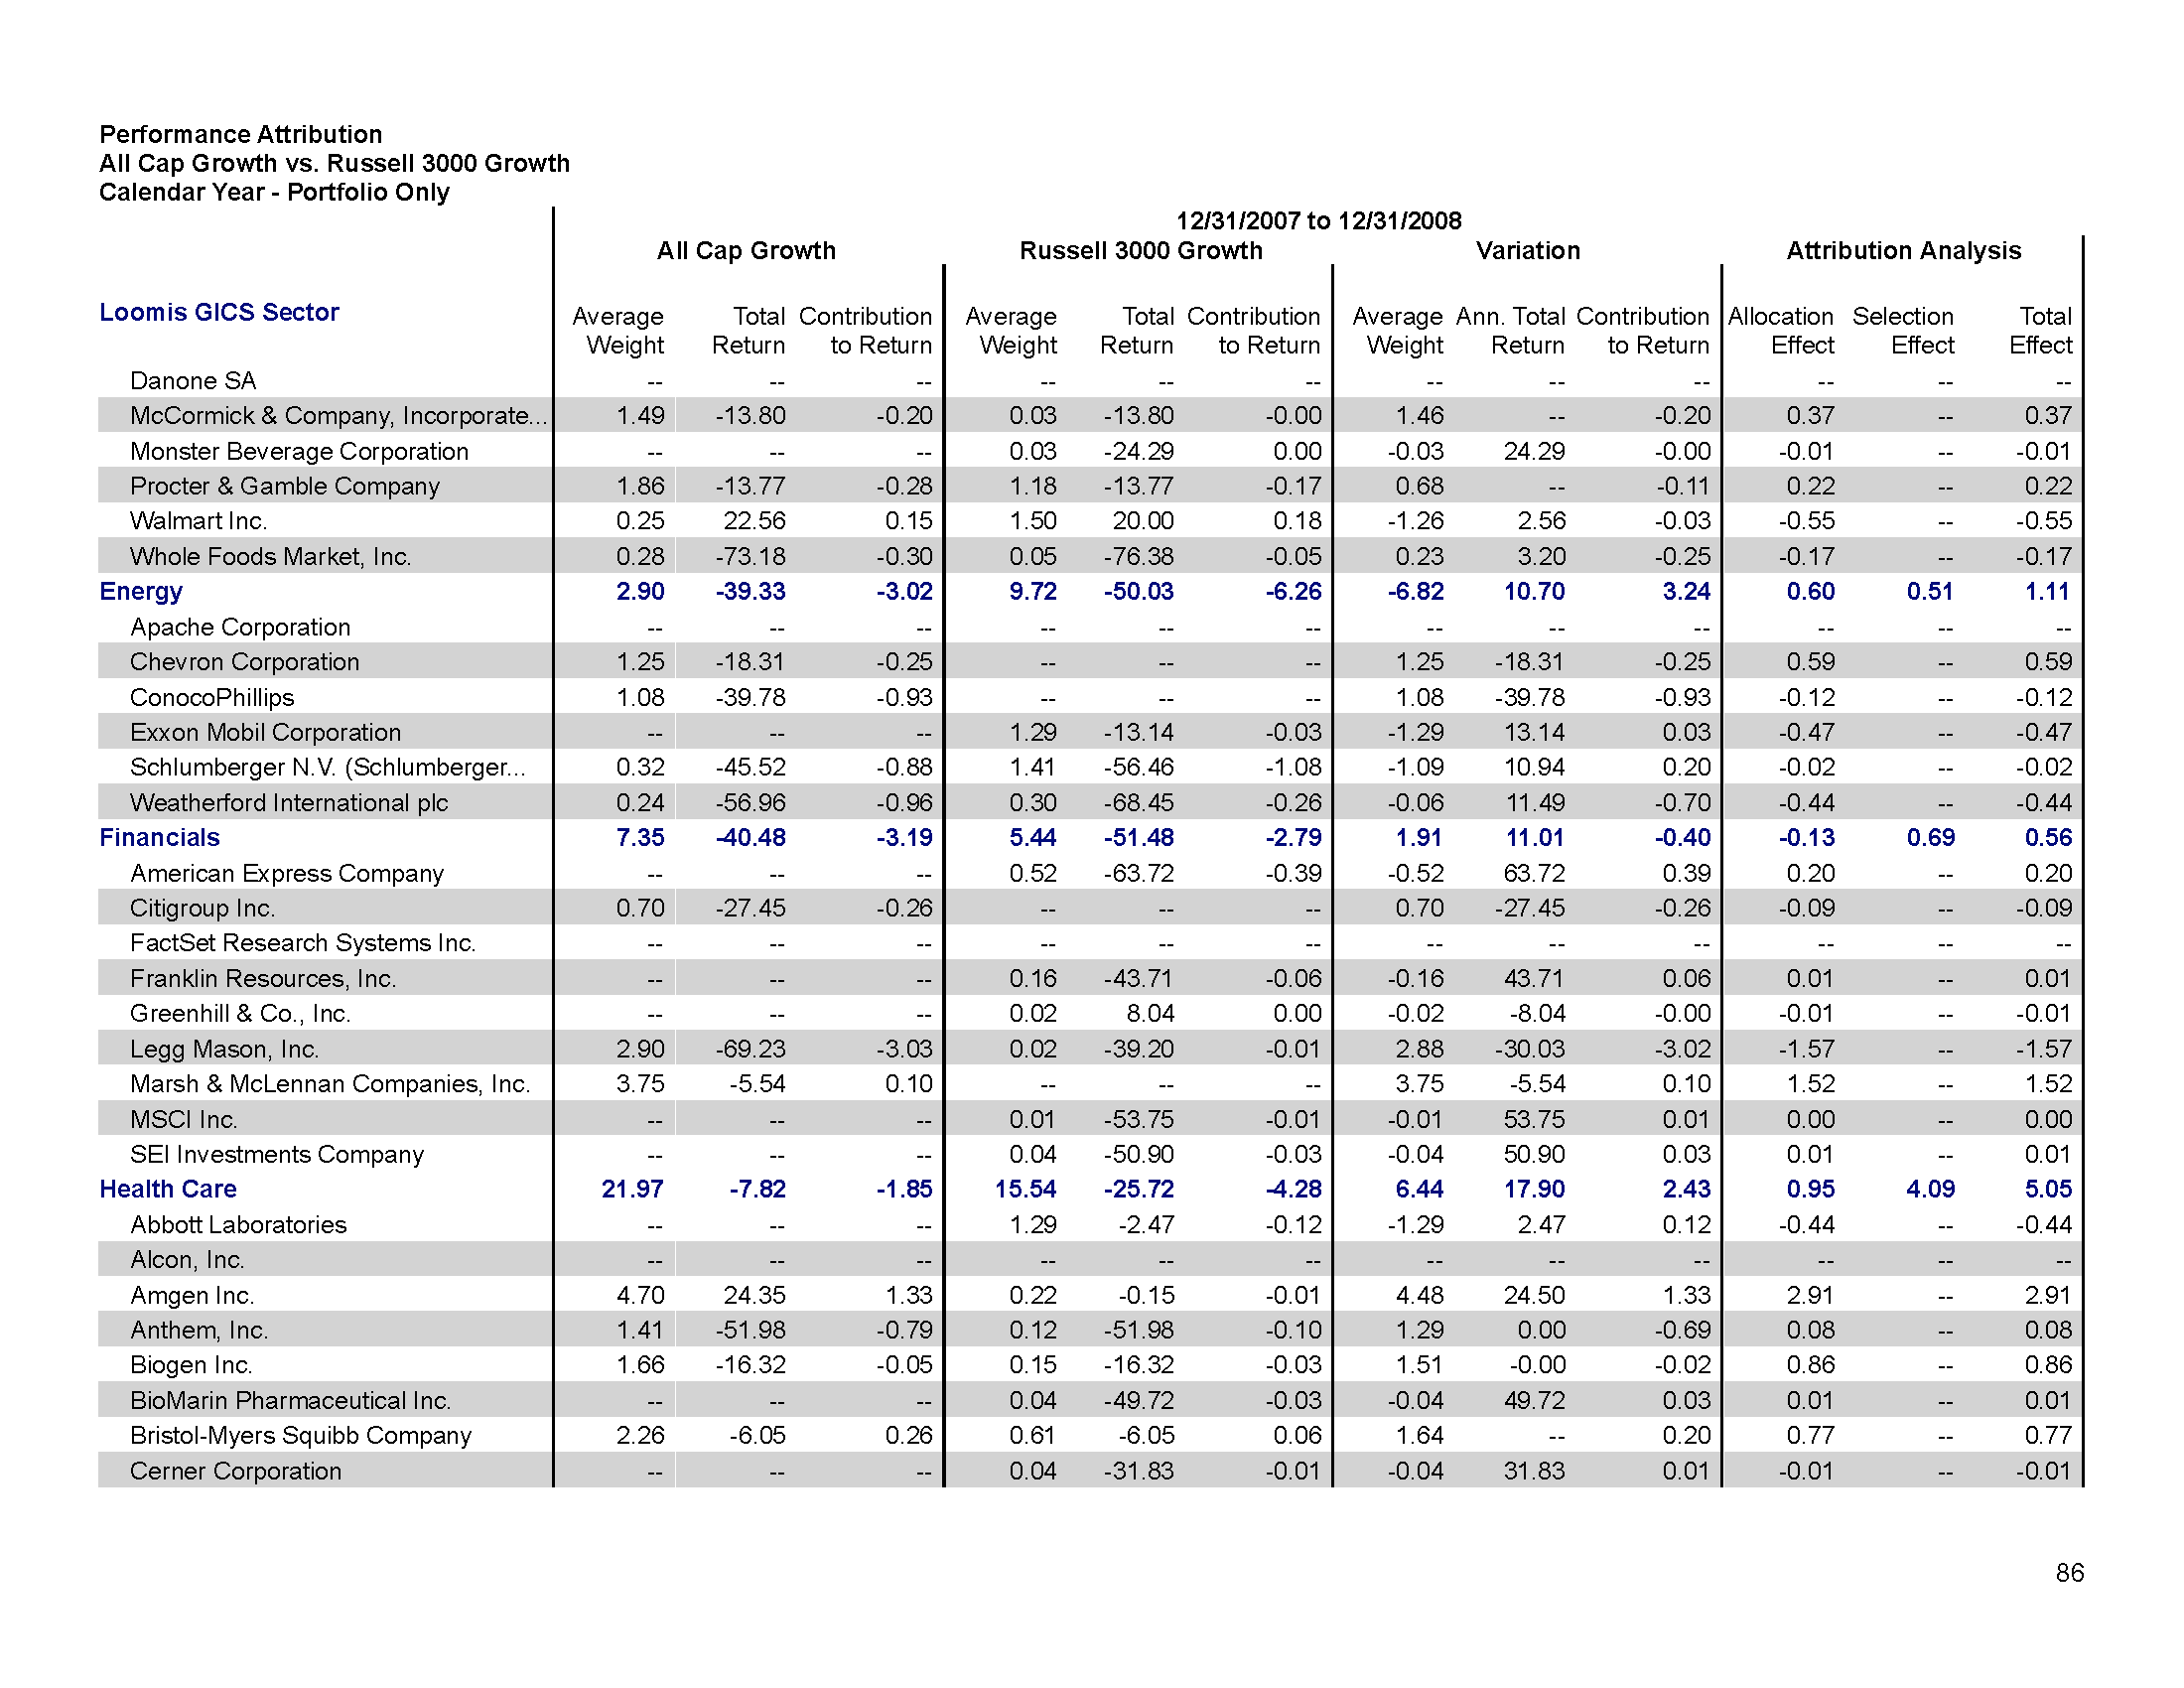 Performance Attribution
All Cap Growth vs. Russell 3000 Growth
Calendar Year - Portfolio Only
12/31/2007 to 12/31/2008
All Cap Growth Russell 3000 Growth Variation Attribution Analysis
Loomis GICS Sector
Average Total Contribution Average Total Contribution Average Ann. Total Contribution Allocation Selection Total
Weight Return to Return Weight Return to Return Weight Return to Return Effect Effect Effect
Danone SA -- -- -- -- -- -- -- -- -- -- -- --
McCormick & Company, Incorporate... 1.49 -13.80 -0.20 0.03 -13.80 -0.00 1.46 -- -0.20 0.37 -- 0.37
Monster Beverage Corporation -- -- -- 0.03 -24.29 0.00 -0.03 24.29 -0.00 -0.01 -- -0.01
Procter & Gamble Company 1.86 -13.77 -0.28 1.18 -13.77 -0.17 0.68 -- -0.11 0.22 -- 0.22
Walmart Inc. 0.25 22.56 0.15 1.50 20.00 0.18 -1.26 2.56 -0.03 -0.55 -- -0.55
Whole Foods Market, Inc. 0.28 -73.18 -0.30 0.05 -76.38 -0.05 0.23 3.20 -0.25 -0.17 -- -0.17
Energy 2.90 -39.33 -3.02 9.72 -50.03 -6.26 -6.82 10.70 3.24 0.60 0.51 1.11
Apache Corporation -- -- -- -- -- -- -- -- -- -- -- --
Chevron Corporation 1.25 -18.31 -0.25 -- -- -- 1.25 -18.31 -0.25 0.59 -- 0.59
ConocoPhillips 1.08 -39.78 -0.93 -- -- -- 1.08 -39.78 -0.93 -0.12 -- -0.12
Exxon Mobil Corporation -- -- -- 1.29 -13.14 -0.03 -1.29 13.14 0.03 -0.47 -- -0.47
Schlumberger N.V. (Schlumberger... 0.32 -45.52 -0.88 1.41 -56.46 -1.08 -1.09 10.94 0.20 -0.02 -- -0.02
Weatherford International plc 0.24 -56.96 -0.96 0.30 -68.45 -0.26 -0.06 11.49 -0.70 -0.44 -- -0.44
Financials 7.35 -40.48 -3.19 5.44 -51.48 -2.79 1.91 11.01 -0.40 -0.13 0.69 0.56
American Express Company -- -- -- 0.52 -63.72 -0.39 -0.52 63.72 0.39 0.20 -- 0.20
Citigroup Inc. 0.70 -27.45 -0.26 -- -- -- 0.70 -27.45 -0.26 -0.09 -- -0.09
FactSet Research Systems Inc. -- -- -- -- -- -- -- -- -- -- -- --
Franklin Resources, Inc. -- -- -- 0.16 -43.71 -0.06 -0.16 43.71 0.06 0.01 -- 0.01
Greenhill & Co., Inc. -- -- -- 0.02 8.04 0.00 -0.02 -8.04 -0.00 -0.01 -- -0.01
Legg Mason, Inc. 2.90 -69.23 -3.03 0.02 -39.20 -0.01 2.88 -30.03 -3.02 -1.57 -- -1.57
Marsh & McLennan Companies, Inc. 3.75 -5.54 0.10 -- -- -- 3.75 -5.54 0.10 1.52 -- 1.52
MSCI Inc. -- -- -- 0.01 -53.75 -0.01 -0.01 53.75 0.01 0.00 -- 0.00
SEI Investments Company -- -- -- 0.04 -50.90 -0.03 -0.04 50.90 0.03 0.01 -- 0.01
Health Care 21.97 -7.82 -1.85 15.54 -25.72 -4.28 6.44 17.90 2.43 0.95 4.09 5.05
Abbott Laboratories -- -- -- 1.29 -2.47 -0.12 -1.29 2.47 0.12 -0.44 -- -0.44
Alcon, Inc. -- -- -- -- -- -- -- -- -- -- -- --
Amgen Inc. 4.70 24.35 1.33 0.22 -0.15 -0.01 4.48 24.50 1.33 2.91 -- 2.91
Anthem, Inc. 1.41 -51.98 -0.79 0.12 -51.98 -0.10 1.29 0.00 -0.69 0.08 -- 0.08
Biogen Inc. 1.66 -16.32 -0.05 0.15 -16.32 -0.03 1.51 -0.00 -0.02 0.86 -- 0.86
BioMarin Pharmaceutical Inc. -- -- -- 0.04 -49.72 -0.03 -0.04 49.72 0.03 0.01 -- 0.01
Bristol-Myers Squibb Company 2.26 -6.05 0.26 0.61 -6.05 0.06 1.64 -- 0.20 0.77 -- 0.77
Cerner Corporation -- -- -- 0.04 -31.83 -0.01 -0.04 31.83 0.01 -0.01 -- -0.01
86